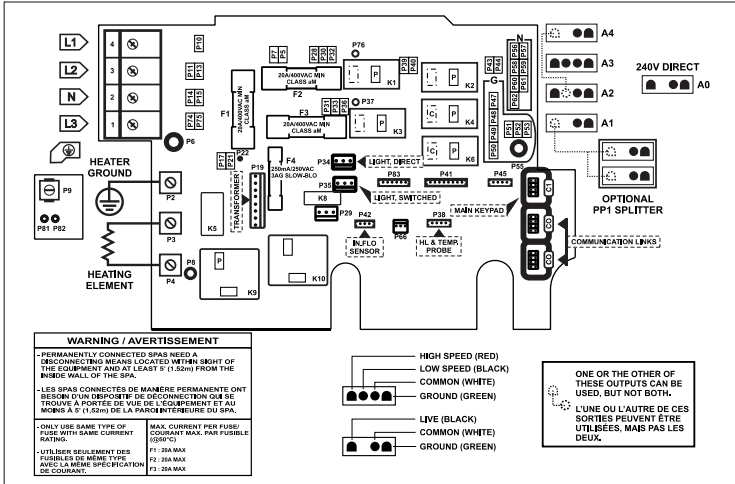 L1
L2
N
L3
4
3
2
1
P10
P11
P13
P14
P15
P74
P75
P6
P9
P81 P82
HEATER
GROUND
HEATING
ELEMENT
P2
P3
P4
P8
P17
P21
P22
P19
TRANSFORMER
K5
K9
K10
F1
20A/400VAC MIN
CLASS aM
P7
P5
20A/400VAC MIN
CLASS aM
F2
P28
P30
P32
P76
K1
P
P39
P40
20A/400VAC MIN
CLASS aM
F3
P31
P33
P36
P37
P
K3
F4
250mA/250VAC
3AG SLOW-BLO
P34
LIGHT, DIRECT
P35
LIGHT, SWITCHED
K8
P29
P83
P41
P45
P42
IN.FLO
SENSOR
P66
P38
HL & TEMP.
PROBE
MAIN KEYPAD
P
K2
C
K4
C
K6
P43
P44
N
G
P56
P57
P58
P59
P60
P61
P62
P47
P48
P49
P50
P51
P52
P53
P55
C1
CO
CO
COMMUNICATION LINKS
A4
A3
A2
A1
240V DIRECT
A0
OPTIONAL
PP1 SPLITTER
P
WARNING / AVERTISSEMENT
- PERMANENTLY CONNECTED SPAS NEED A
DISCONNECTING MEANS LOCATED WITHIN SIGHT OF
THE EQUIPMENT AND AT LEAST 5' (1.52m) FROM THE
INSIDE WALL OF THE SPA.
- LES SPAS CONNECTÉS DE MANIÈRE PERMANENTE ONT
BESOIN D'UN DISPOSITIF DE DÉCONNECTION QUI SE
TROUVE À PORTÉE DE VUE DE L'ÉQUIPEMENT ET AU
MOINS À 5' (1,52m) DE LA PAROI INTÉRIEURE DU SPA.
- ONLY USE SAME TYPE OF
FUSE WITH SAME CURRENT
RATING.
- UTILISER SEULEMENT DES
FUSIBLES DE MÊME TYPE
AVEC LA MÊME SPÉCIFICATION
DE COURANT.
MAX. CURRENT PER FUSE/
COURANT MAX. PAR FUSIBLE
(@50°C)
F1 : 20A MAX
F2 : 20A MAX
F3 : 20A MAX
HIGH SPEED (RED)
LOW SPEED (BLACK)
COMMON (WHITE)
GROUND (GREEN)
LIVE (BLACK)
COMMON (WHITE)
GROUND (GREEN)
ONE OR THE OTHER OF
THESE OUTPUTS CAN BE
USED, BUT NOT BOTH.
L'UNE OU L'AUTRE DE CES
SORTIES PEUVENT ÊTRE
UTILISÉES, MAIS PAS LES
DEUX.